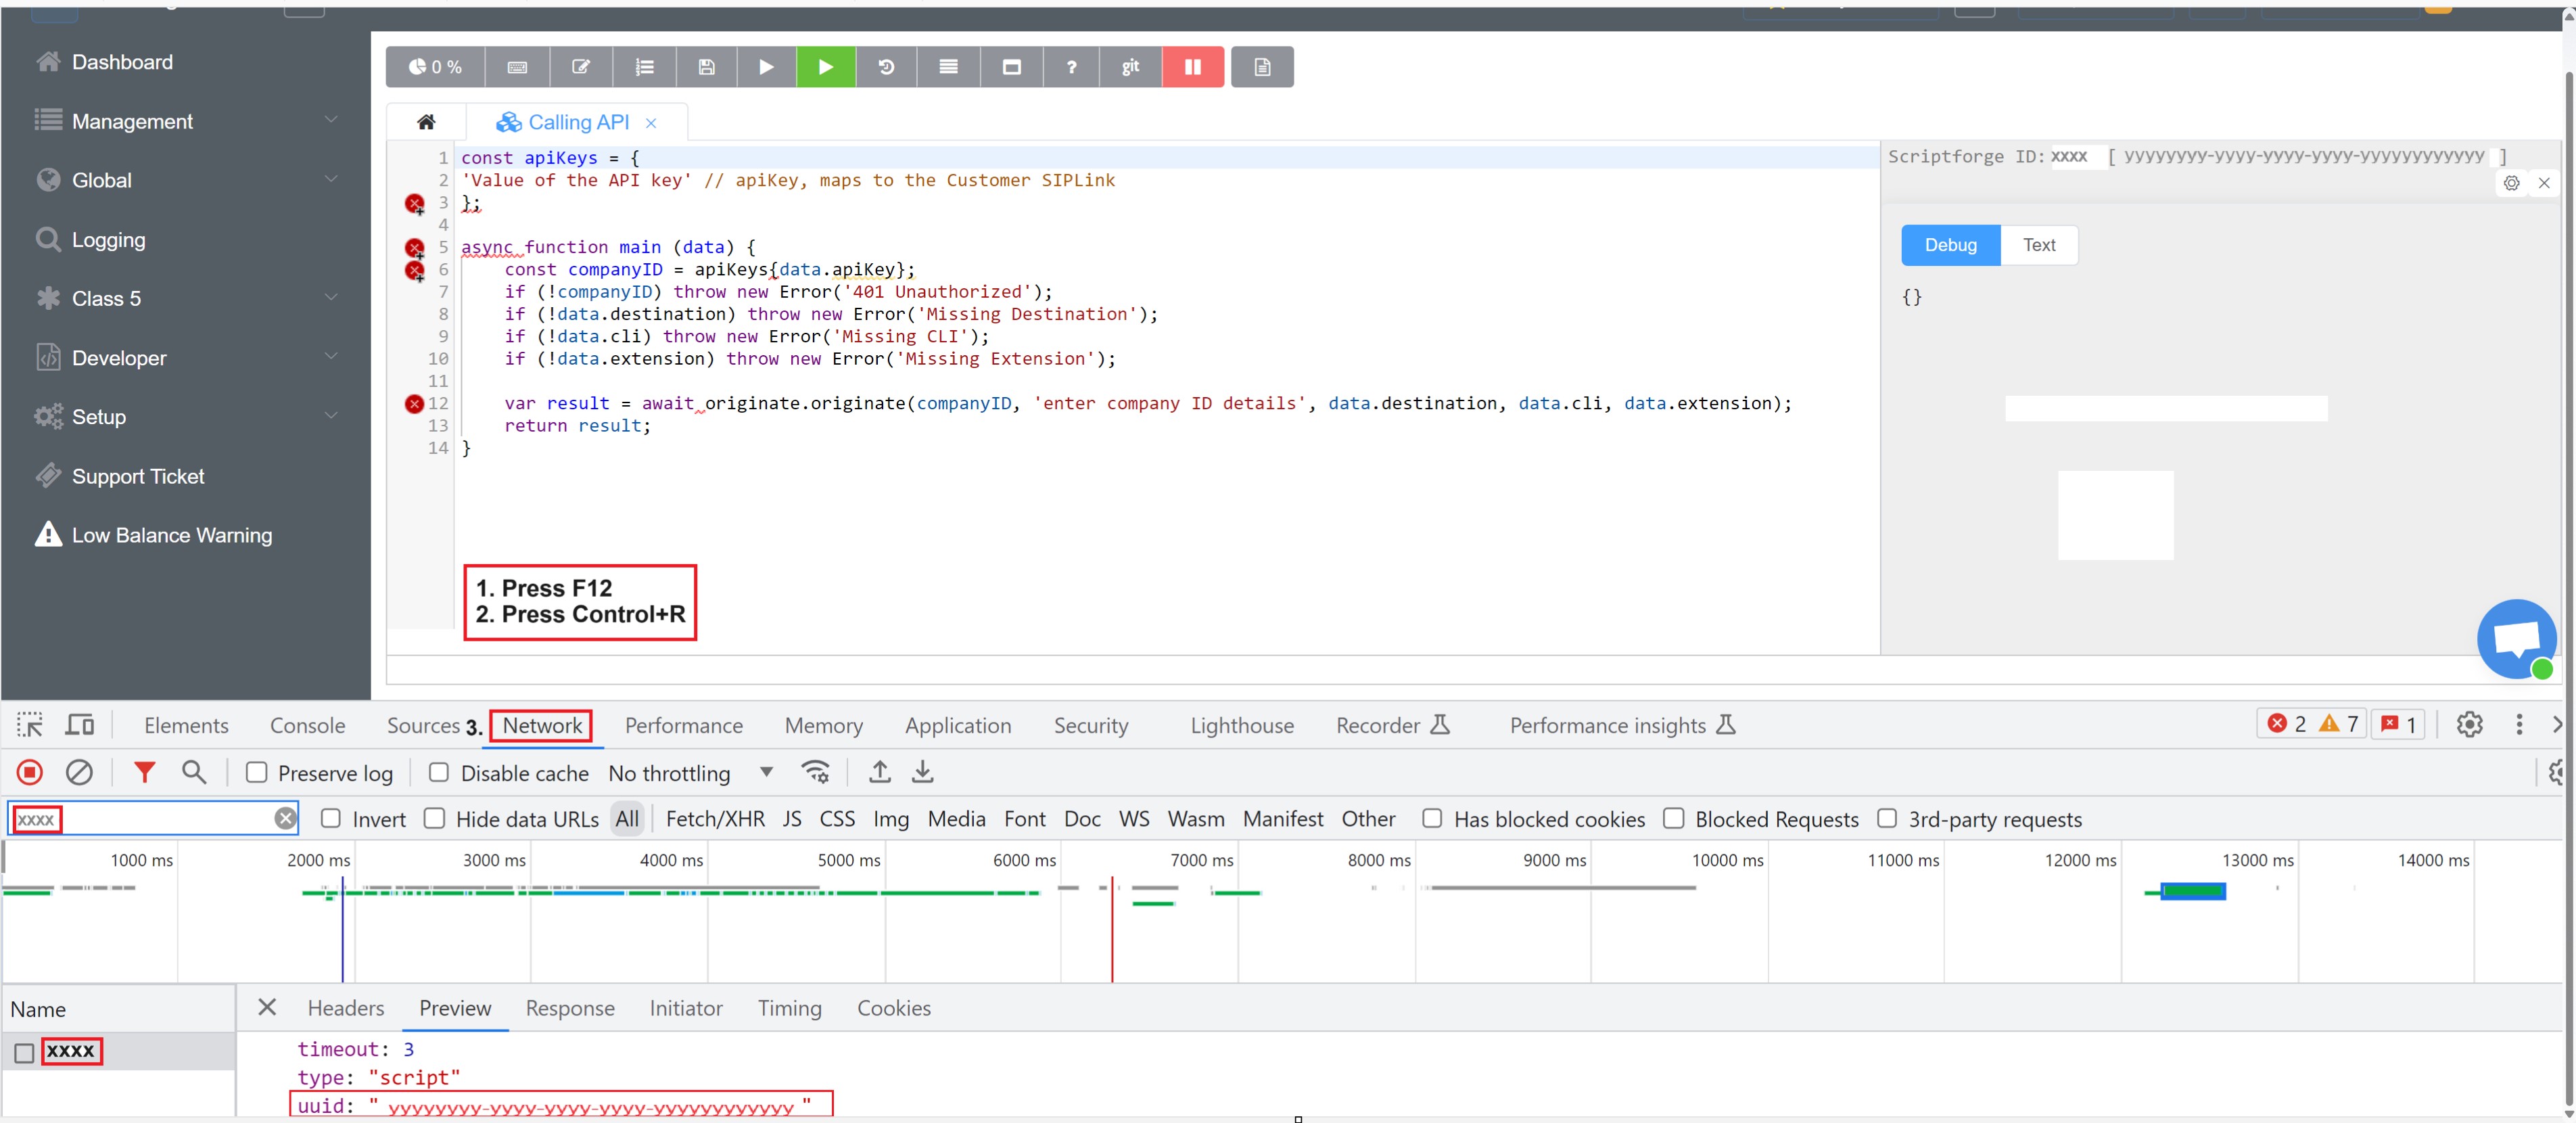 Dashboard
Management
Global
Logging
Class 5
Developer
Setup
Support Ticket
Low Balance Warning
0 %
?
git
Calling API ×
1 const apiKeys = {
2 'Value of the API key' // apiKey, maps to the Customer SIPLink
3 };
4
5 async function main (data) {
6 const companyID = apiKeys{data.apiKey};
7 if (!companyID) throw new Error('401 Unauthorized');
8 if (!data.destination) throw new Error('Missing Destination');
9 if (!data.cli) throw new Error('Missing CLI');
10 if (!data.extension) throw new Error('Missing Extension');
11
12 var result = await originate.originate(companyID, 'enter company ID details', data.destination, data.cli, data.extension);
13 return result;
14 }
1. Press F12
2. Press Control+R
Scriptforge ID: xxxx [ yyyyyyyy-yyyy-yyyy-yyyy-yyyyyyyyyyyy ]
Debug Text
{}
Elements Console Sources 3. Network Performance Memory Application Security Lighthouse Recorder Performance insights 2 7 1
Preserve log Disable cache No throttling
xxxx Invert Hide data URLs All Fetch/XHR JS CSS Img Media Font Doc WS Wasm Manifest Other Has blocked cookies Blocked Requests 3rd-party requests
1000 ms 2000 ms 3000 ms 4000 ms 5000 ms 6000 ms 7000 ms 8000 ms 9000 ms 10000 ms 11000 ms 12000 ms 13000 ms 14000 ms
Name
xxxx
Headers Preview Response Initiator Timing Cookies
timeout: 3
type: "script"
uuid: " yyyyyyyy-yyyy-yyyy-yyyy-yyyyyyyyyyyy "